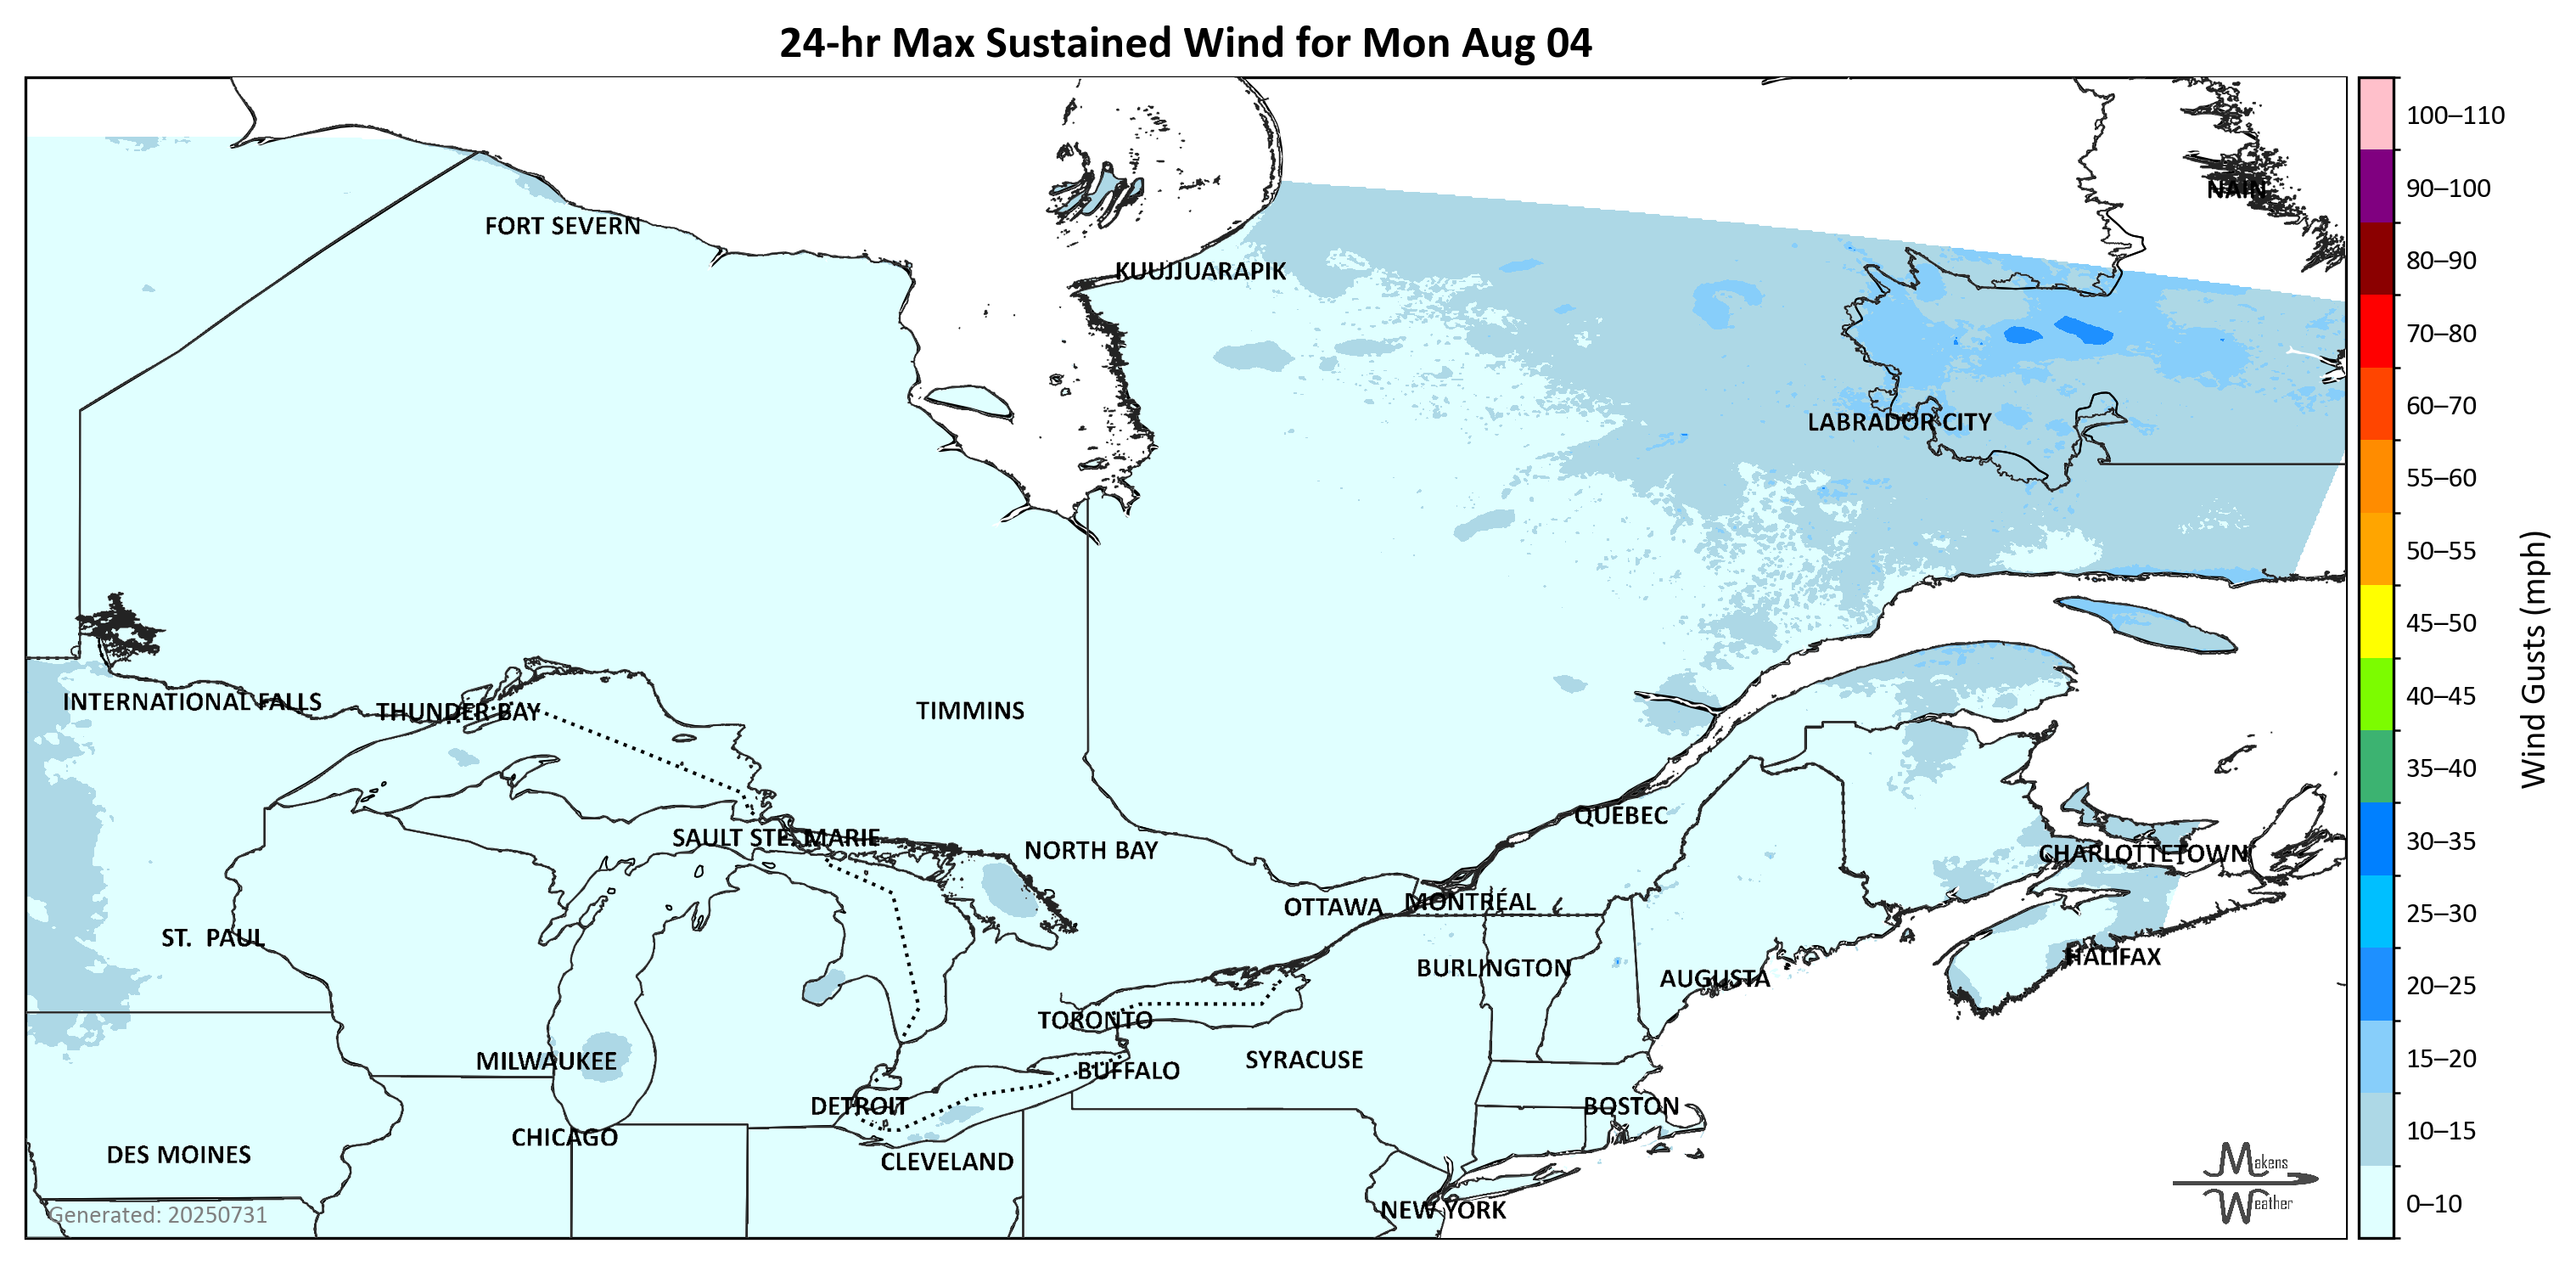 24-hr Max Sustained Wind for Mon Aug 04
100–110
90–100
NAIN
FORT SEVERN
80–90
KUUJJUARAPIK
70–80
60–70
LABRADOR CITY
55–60
50–55
45–50
Wind Gusts (mph)
40–45
INTERNATIONAL FALLS
THUNDER BAY
TIMMINS
35–40
QUÉBEC
30–35
SAULT STE. MARIE
NORTH BAY
CHARLOTTETOWN
OTTAWA
MONTRÉAL
25–30
ST. PAUL
HALIFAX
BURLINGTON
AUGUSTA
20–25
TORONTO
MILWAUKEE
SYRACUSE
15–20
BUFFALO
DETROIT
BOSTON
10–15
CHICAGO
DES MOINES
CLEVELAND
Makens
Weather
0–10
NEW YORK
Generated: 20250731